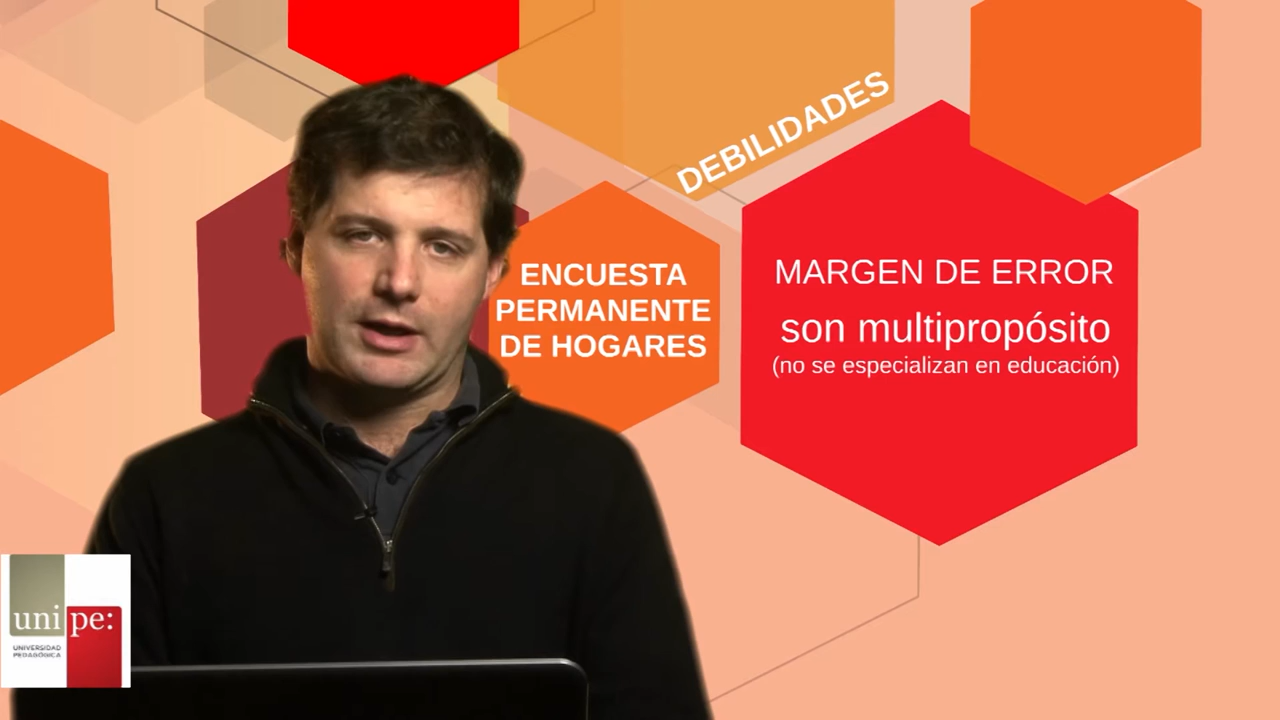 DEBILIDADES
ENCUESTA
PERMANENTE
DE HOGARES
MARGEN DE ERROR
son multipropósito
(no se especializan en educación)
uni pe:
UNIVERSIDAD
PEDAGÓGICA